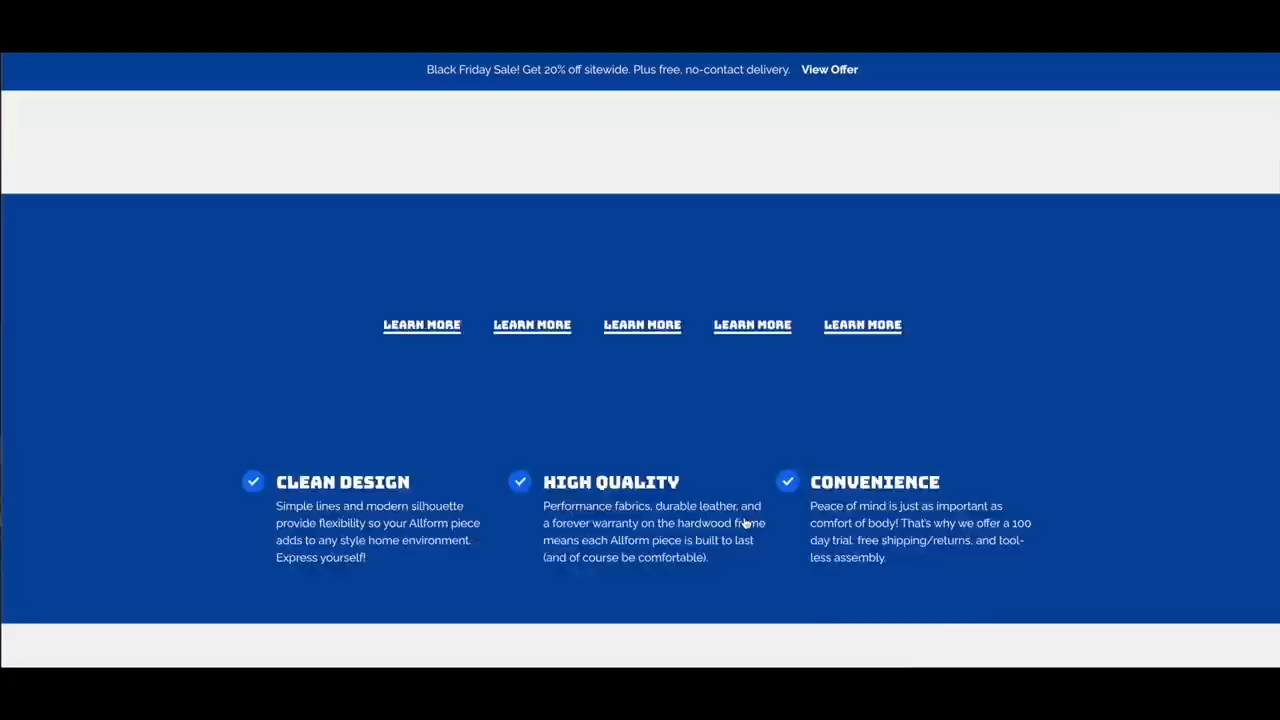 Black Friday Sale! Get 20% off sitewide. Plus free, no-contact delivery. View Offer
LEARN MORE LEARN MORE LEARN MORE LEARN MORE LEARN MORE
CLEAN DESIGN
Simple lines and modern silhouette
provide flexibility so your Allform piece
adds to any style home environment.
Express yourself!
HIGH QUALITY
Performance fabrics, durable leather, and
a forever warranty on the hardwood frame
means each Allform piece is built to last
(and of course be comfortable).
CONVENIENCE
Peace of mind is just as important as
comfort of body! That's why we offer a 100
day trial, free shipping/returns, and tool-
less assembly.